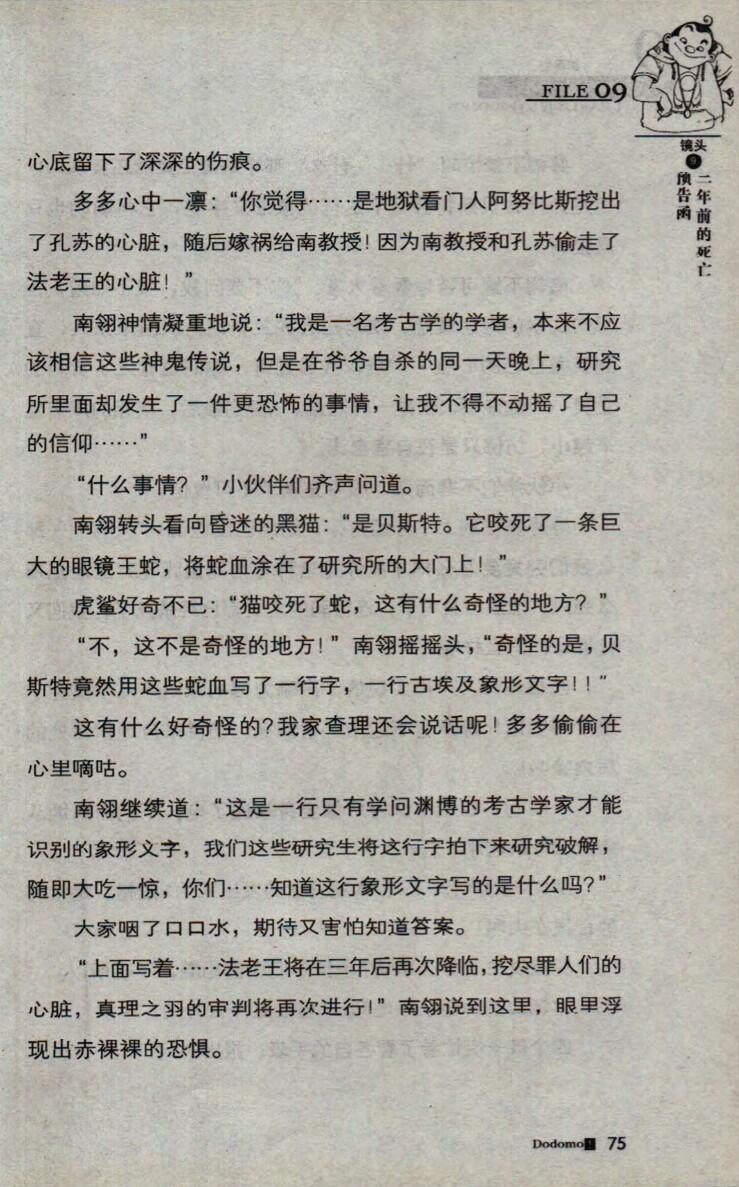 FILE 09
镜头
9
三年前的死亡
预告函
心底留下了深深的伤痕。
多多心中一凛：“你觉得……是地狱看门人阿努比斯挖出
了孔苏的心脏，随后嫁祸给南教授！因为南教授和孔苏偷走了
法老王的心脏！”
南翎神情凝重地说：“我是一名考古学的学者，本来不应
该相信这些神鬼传说，但是在爷爷自杀的同一天晚上，研究
所里面却发生了一件更恐怖的事情，让我不得不动摇了自己
的信仰……”
“什么事情？”小伙伴们齐声问道。
南翎转头看向昏迷的黑猫：“是贝斯特。它咬死了一条巨
大的眼镜王蛇，将蛇血涂在了研究所的大门上！”
虎鲨好奇不已：“猫咬死了蛇，这有什么奇怪的地方？”
“不，这不是奇怪的地方！”南翎摇摇头，“奇怪的是，贝
斯特竟然用这些蛇血写了一行字，一行古埃及象形文字！！”
这有什么好奇怪的？我家查理还会说话呢！多多偷偷在
心里嘀咕。
南翎继续道：“这是一行只有学问渊博的考古学家才能
识别的象形文字，我们这些研究生将这行字拍下来研究破解，
随即大吃一惊，你们……知道这行象形文字写的是什么吗？”
大家咽了口口水，期待又害怕知道答案。
“上面写着……法老王将在三年后再次降临，挖尽罪人们的
心脏，真理之羽的审判将再次进行！”南翎说到这里，眼里浮
现出赤裸裸的恐惧。
Dodomo! 75